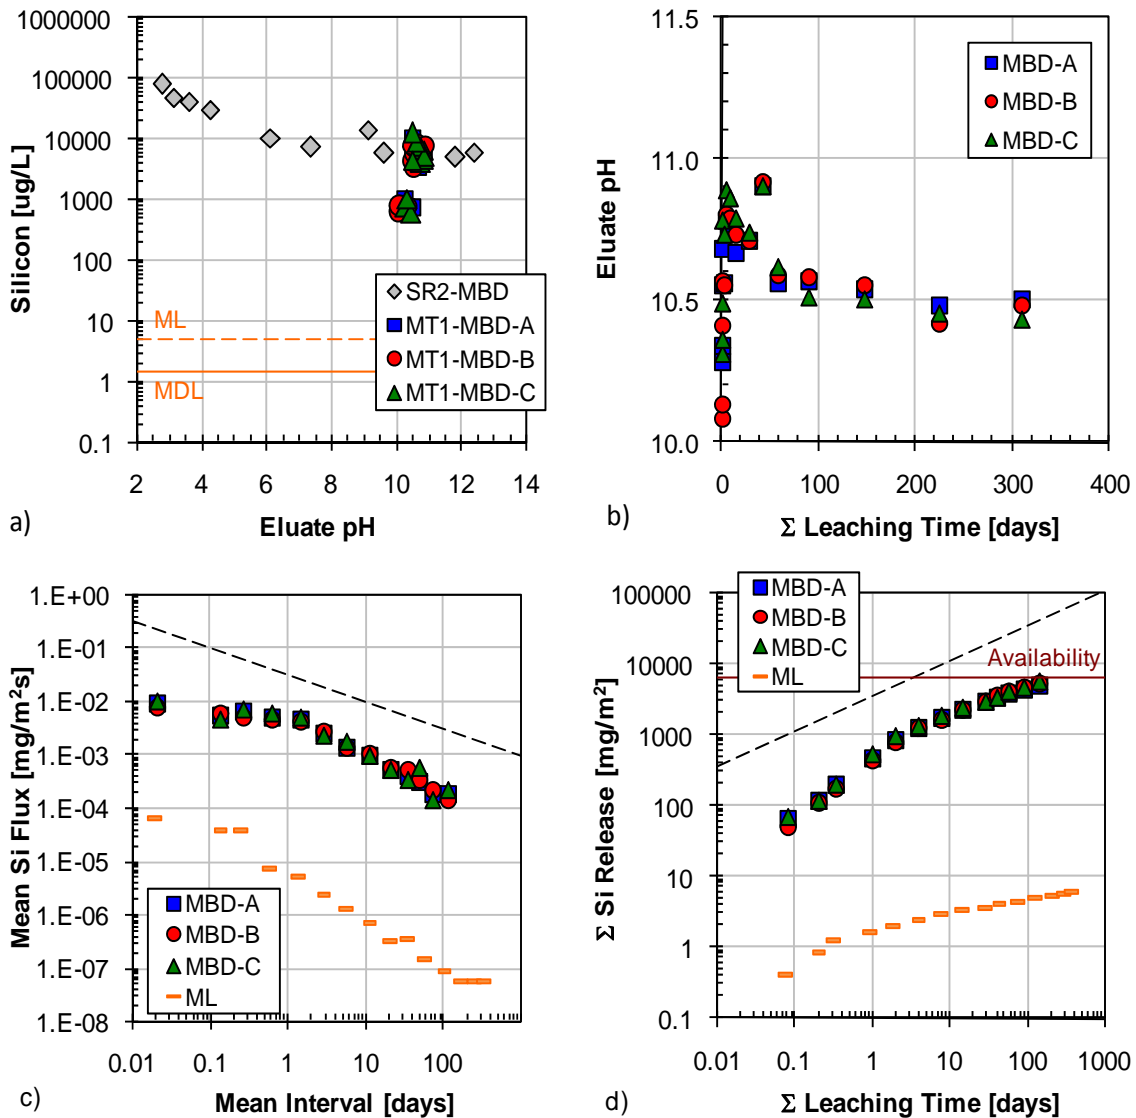 1000000
100000
10000
1000
100
10
1
0.1
Silicon [ug/L]
ML
MDL
SR2-MBD
MT1-MBD-A
MT1-MBD-B
MT1-MBD-C
2 4 6 8 10 12 14
Eluate pH
a)
11.5
11.0
10.5
10.0
Eluate pH
MBD-A
MBD-B
MBD-C
0 100 200 300 400
Σ Leaching Time [days]
b)
1.E+00
1.E-01
1.E-02
1.E-03
1.E-04
1.E-05
1.E-06
1.E-07
1.E-08
Mean Si Flux [mg/m²s]
MBD-A
MBD-B
MBD-C
ML
0.01 0.1 1 10 100
Mean Interval [days]
c)
100000
10000
1000
100
10
1
0.1
Σ Si Release [mg/m²]
MBD-A
MBD-B
MBD-C
ML
Availability
0.01 0.1 1 10 100 1000
Σ Leaching Time [days]
d)